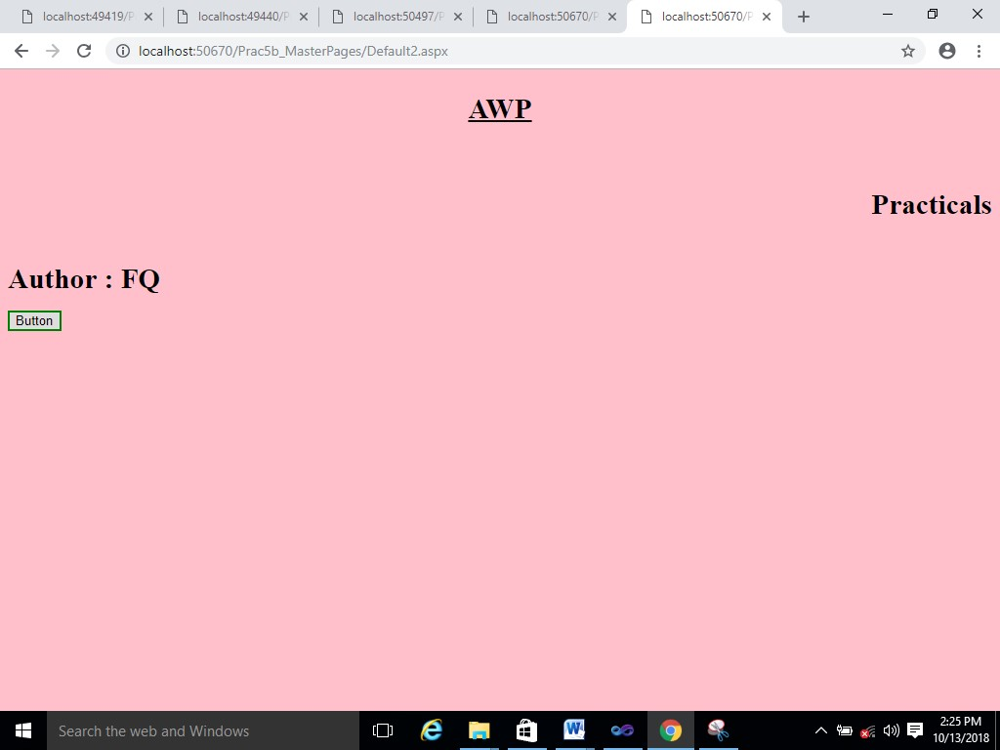 localhost:49419/P
localhost:49440/P
localhost:50497/P
localhost:50670/P
localhost:50670/P
localhost:50670/Prac5b_MasterPages/Default2.aspx
AWP
Practicals
Author : FQ
Button
Search the web and Windows
2:25 PM
10/13/2018